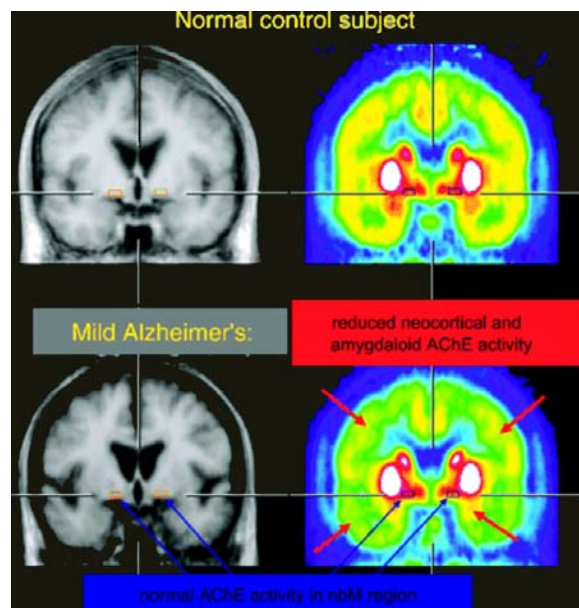 Normal control subject
Mild Alzheimer's:
reduced neocortical and
amygdaloid AChE activity
normal AChE activity in nbM region